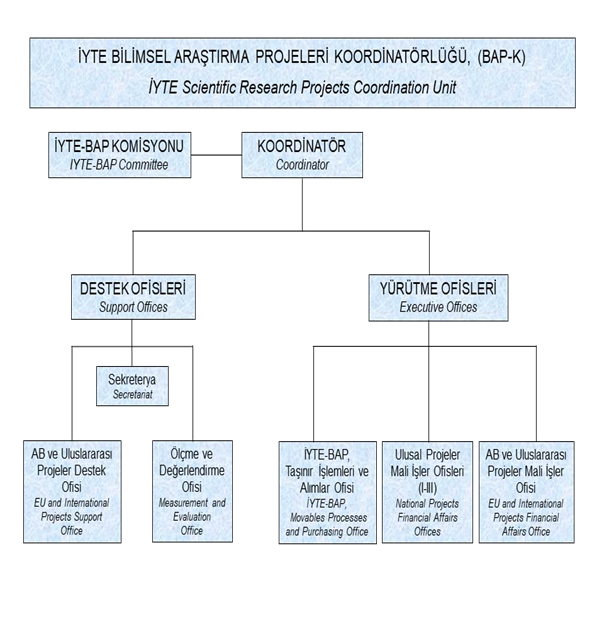 İYTE BİLİMSEL ARAŞTIRMA PROJELERİ KOORDİNATÖRLÜĞÜ, (BAP-K)
İYTE Scientific Research Projects Coordination Unit
İYTE-BAP KOMİSYONU
IYTE-BAP Committee
KOORDİNATÖR
Coordinator
DESTEK OFİSLERİ
Support Offices
YÜRÜTME OFİSLERİ
Executive Offices
Sekreterya
Secretariat
AB ve Uluslararası
Projeler Destek
Ofisi
EU and International
Projects Support
Office
Ölçme ve
Değerlendirme
Ofisi
Measurement and
Evaluation
Office
İYTE-BAP,
Taşınır İşlemleri ve
Alımlar Ofisi
İYTE-BAP,
Movables Processes
and Purchasing Office
Ulusal Projeler
Mali İşler Ofisleri
(I-III)
National Projects
Financial Affairs
Offices
AB ve Uluslararası
Projeler Mali İşler
Ofisi
EU and International
Projects Financial
Affairs Office